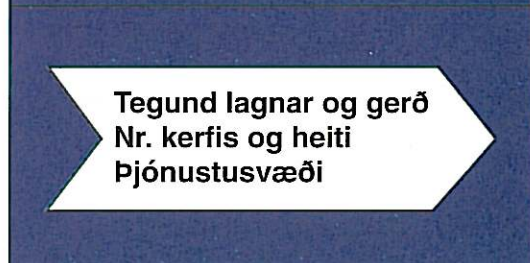 Tegund lagnar og gerð
Nr. kerfis og heiti
Þjónustusvæði